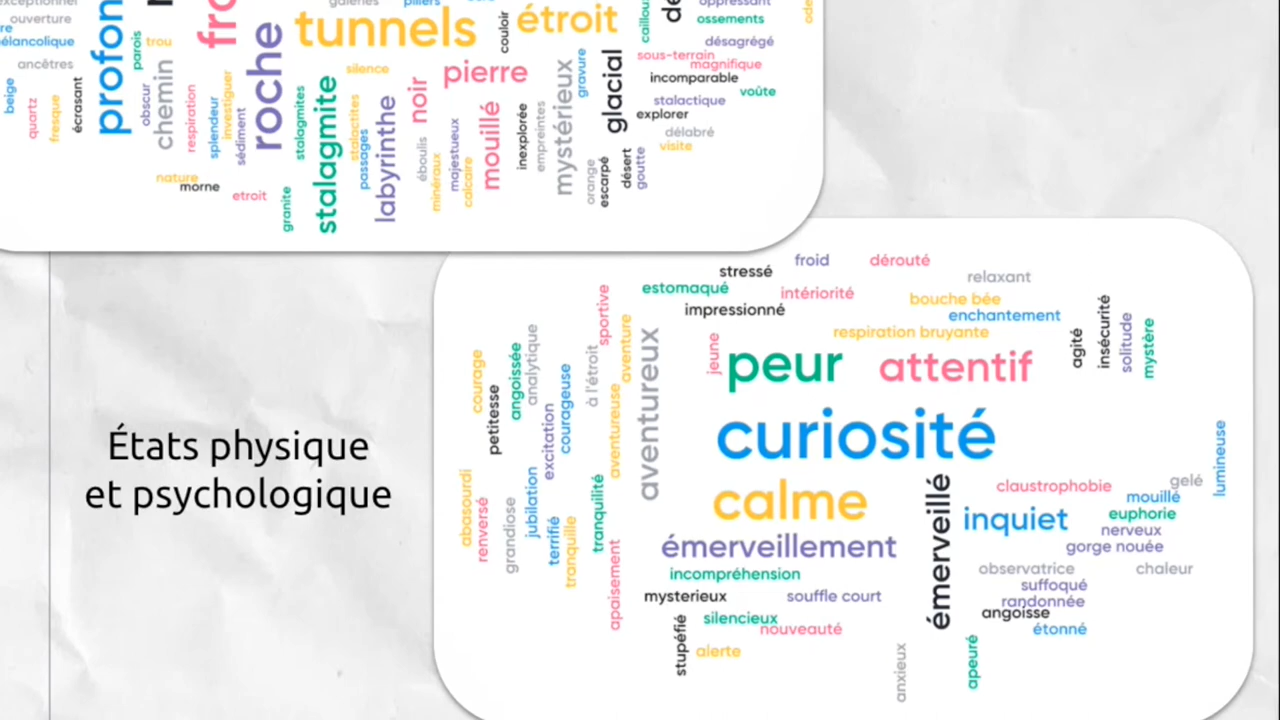 ouverture
mélancolique
ancêtres
beige
quartz
fresque
écrasant
parois
trou
obscur
chemin
respiration
splendeur
investiguer
sédiment
roche
nature
morne
etroit
granite
tunnels
galeries
piliers
couloir
étroit
silence
stalagmites
stalagmite
stalactites
passages
labyrinthe
noir
pierre
éboulis
minéraux
majestueux
calcaire
mouillé
inexplorée
empreintes
mystérieux
gravure
orange
escarpé
glacial
désert
goutte
oppressant
ossements
désagrégé
sous-terrain
magnifique
incomparable
voûte
stalactique
explorer
délabré
visite
États physique
et psychologique
froid
dérouté
stressé
relaxant
estomaqué
intériorité
bouche bée
impressionné
enchantement
respiration bruyante
sportive
aventure
jeune
peur
attentif
agité
insécurité
solitude
mystère
courage
petitesse
angoissée
analytique
excitation
courageuse
à l'étroit
aventureuse
aventureux
curiosité
lumineuse
abasourdi
renversé
grandiose
jubilation
terrifié
tranquille
tranquilité
apaisement
calme
émerveillé
claustrophobie
gelé
mouillé
inquiet
euphorie
nerveux
gorge nouée
émerveillement
incompréhension
observatrice
chaleur
suffoqué
mysterieux
souffle court
randonnée
angoisse
silencieux
nouveauté
étonné
stupéfié
alerte
anxieux
apeuré